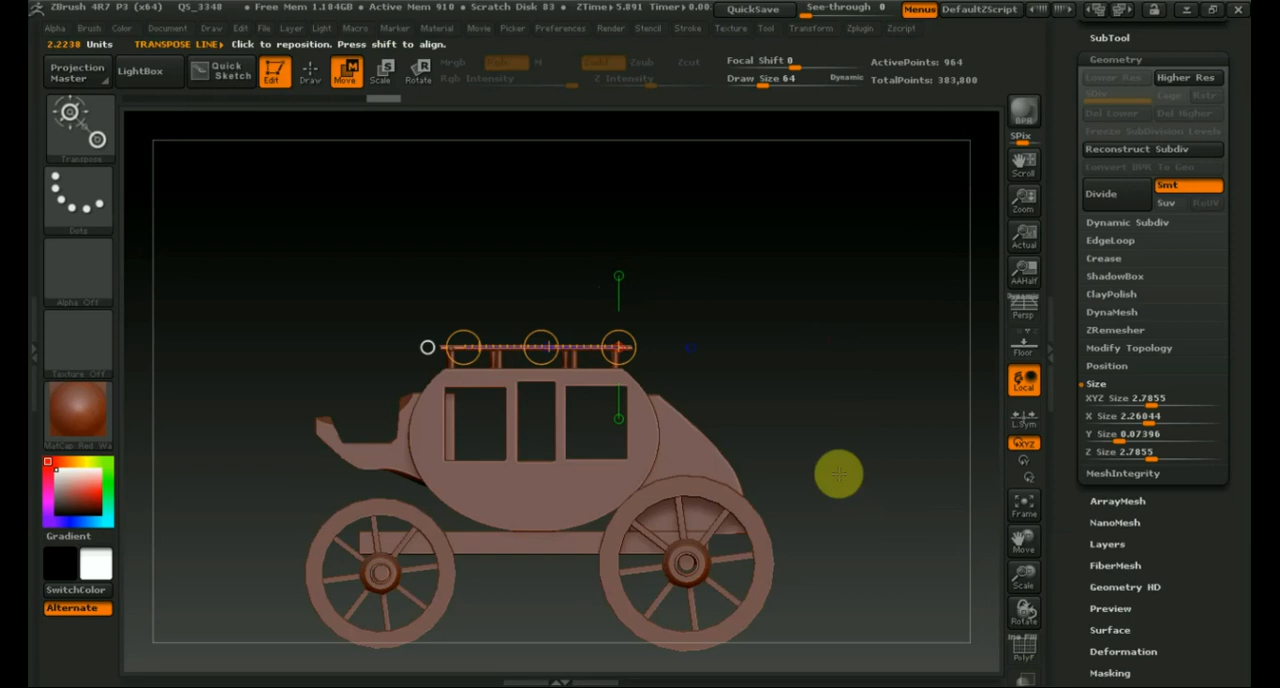 ZBrush 4R7 P3 (x64) QS_3348 • Free Mem 1.184GB • Active Mem 910 • Scratch Disk 83 • ZTime▸5.891 Timer▸0.00 QuickSave See-through 0 Menus DefaultZScript
Alpha Brush Color Document Draw Edit File Layer Light Macro Marker Material Movie Picker Preferences Render Stencil Stroke Texture Tool Transform Zplugin Zscript
2.2238 Units TRANSPOSE LINE▸ Click to reposition. Press shift to align.
Projection Master
LightBox
Quick Sketch
Edit
Draw
Move
Scale
Rotate
Mrgb Rgb M
Rgb Intensity
Zadd Zsub Zcut
Z Intensity
Focal Shift 0
Draw Size 64 Dynamic
ActivePoints: 964
TotalPoints: 383,800
Transpose
Dots
Alpha Off
Texture Off
MatCap Red Wa
Gradient
SwitchColor
Alternate
BPR
SPix
Scroll
Zoom
Actual
AAHalf
Dynamic
Persp
Floor
Local
L.Sym
XYZ
Frame
Move
Scale
Rotate
Line Fill
PolyF
SubTool
Geometry
Lower Res Higher Res
SDiv Cage Rstr
Del Lower Del Higher
Freeze SubDivision Levels
Reconstruct Subdiv
Convert BPR To Geo
Divide Smt
Suv ReUV
Dynamic Subdiv
EdgeLoop
Crease
ShadowBox
ClayPolish
DynaMesh
ZRemesher
Modify Topology
Position
Size
XYZ Size 2.7855
X Size 2.26044
Y Size 0.07396
Z Size 2.7855
MeshIntegrity
ArrayMesh
NanoMesh
Layers
FiberMesh
Geometry HD
Preview
Surface
Deformation
Masking